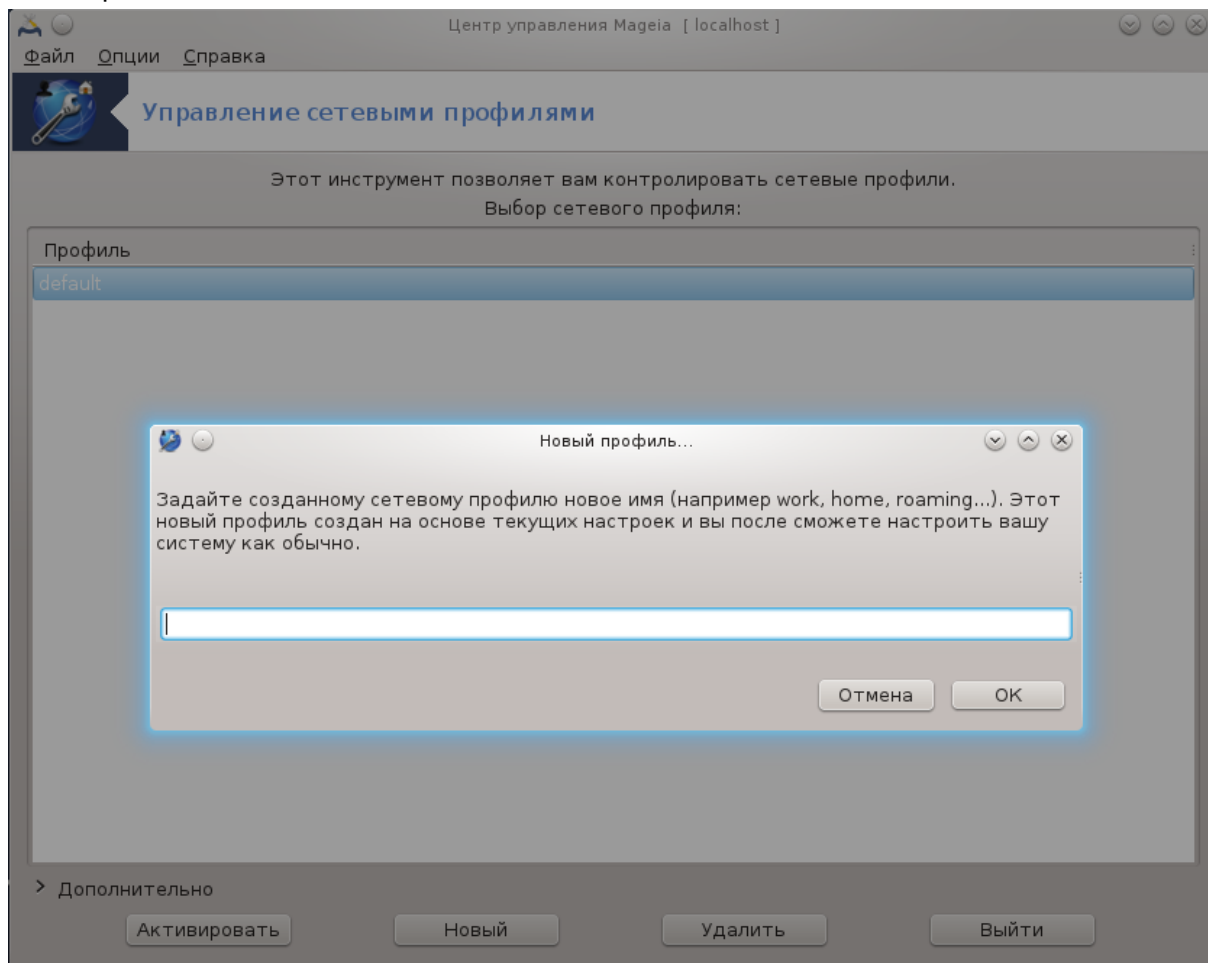 Центр управления Mageia [ localhost ]
Файл Опции Справка
Управление сетевыми профилями
Этот инструмент позволяет вам контролировать сетевые профили.
Выбор сетевого профиля:
Профиль
default
Новый профиль...
Задайте созданному сетевому профилю новое имя (например work, home, roaming...). Этот
новый профиль создан на основе текущих настроек и вы после сможете настроить вашу
систему как обычно.
Отмена OK
> Дополнительно
Активировать Новый Удалить Выйти